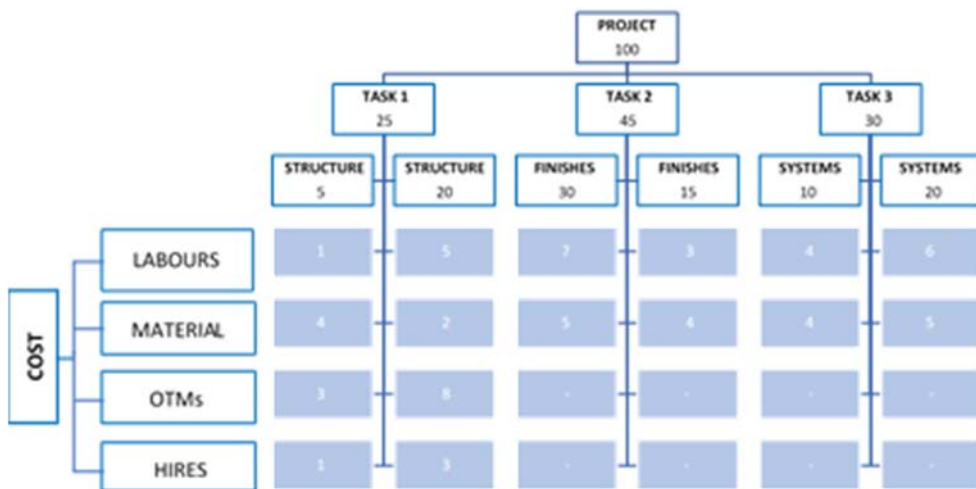 PROJECT
100
TASK 1
25
TASK 2
45
TASK 3
30
STRUCTURE
5
STRUCTURE
20
FINISHES
30
FINISHES
15
SYSTEMS
10
SYSTEMS
20
COST
LABOURS
1 5 7 3 4 6
MATERIAL
4 2 5 4 4 5
OTMs
3 8 - - - -
HIRES
1 3 - - - -